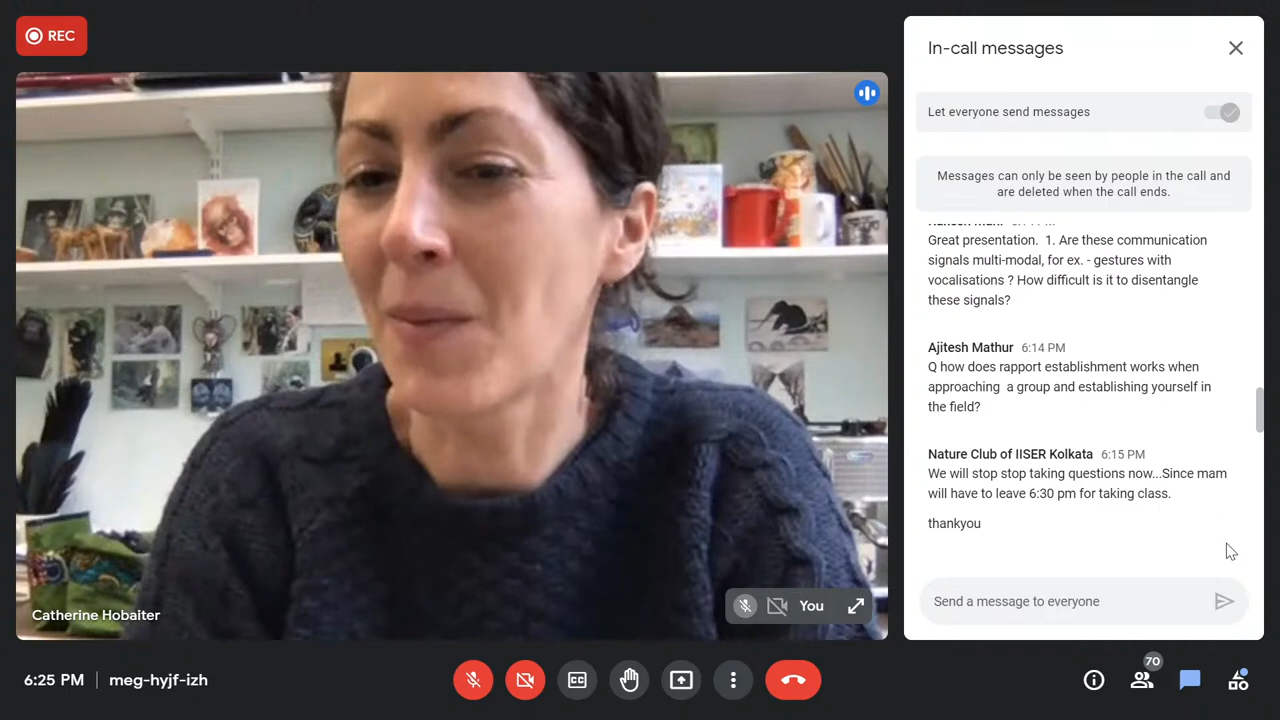 REC
In-call messages
Let everyone send messages
Messages can only be seen by people in the call and
are deleted when the call ends.
Great presentation. 1. Are these communication
signals multi-modal, for ex. - gestures with
vocalisations ? How difficult is it to disentangle
these signals?
Ajitesh Mathur 6:14 PM
Q how does rapport establishment works when
approaching a group and establishing yourself in
the field?
Nature Club of IISER Kolkata 6:15 PM
We will stop stop taking questions now...Since mam
will have to leave 6:30 pm for taking class.
thankyou
Send a message to everyone
Catherine Hobaiter
You
6:25 PM | meg-hyjf-izh
CC
70